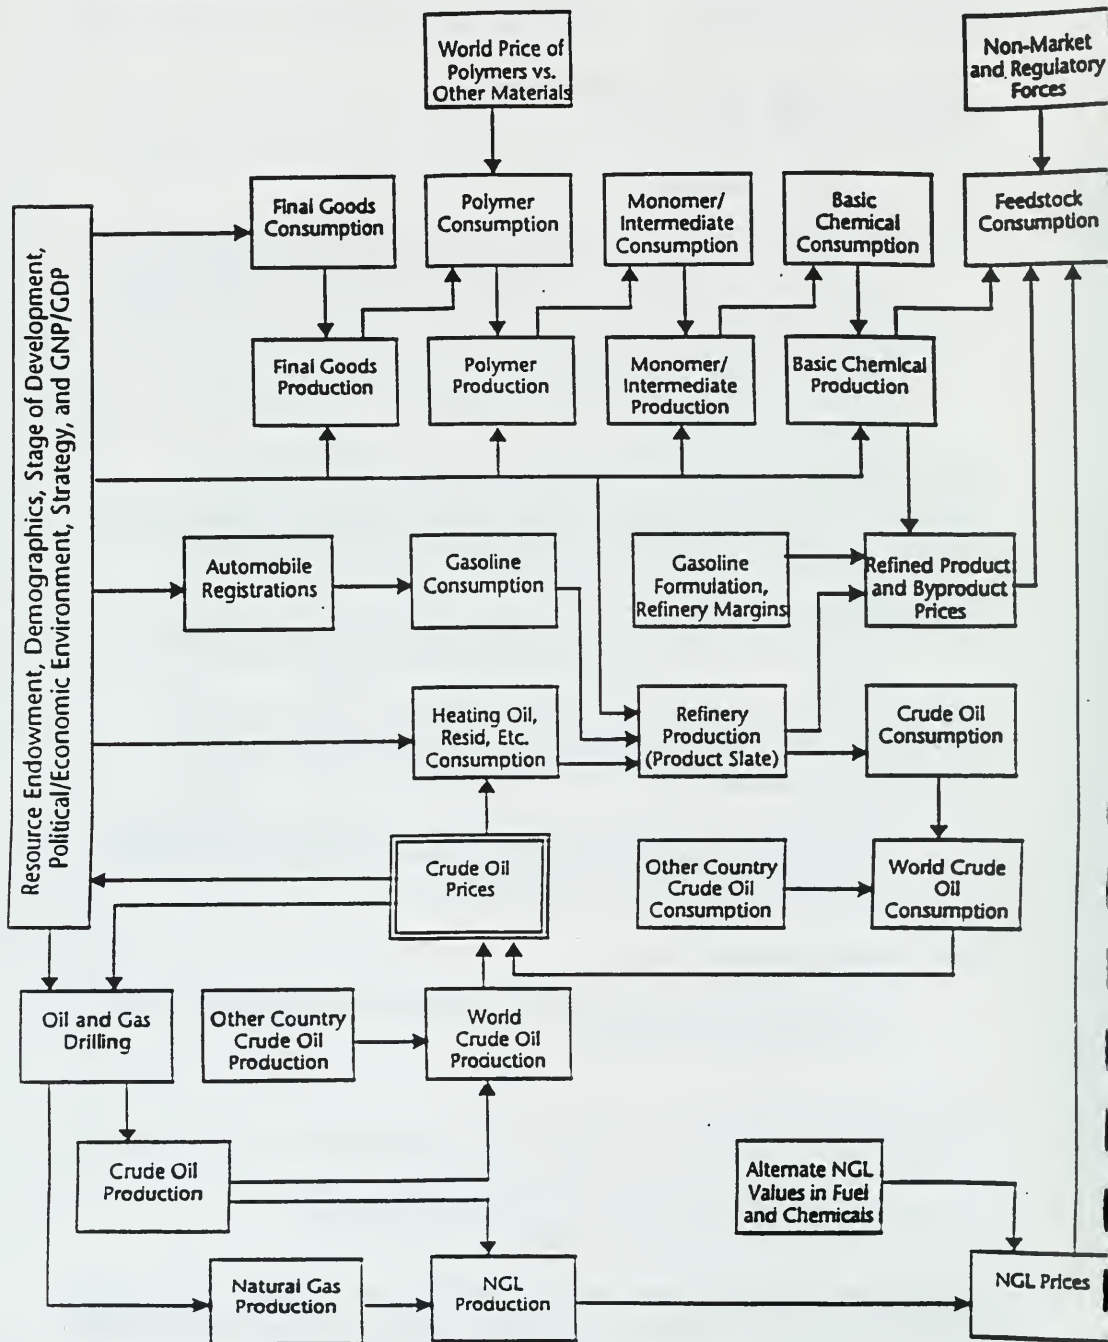 World Price of
Polymers vs.
Other Materials
Non-Market
and Regulatory
Forces
Final Goods
Consumption
Polymer
Consumption
Monomer/
Intermediate
Consumption
Basic
Chemical
Consumption
Feedstock
Consumption
Final Goods
Production
Polymer
Production
Monomer/
Intermediate
Production
Basic Chemical
Production
Resource Endowment, Demographics, Stage of Development,
Political/Economic Environment, Strategy, and GNP/GDP
Automobile
Registrations
Gasoline
Consumption
Gasoline
Formulation,
Refinery Margins
Refined Product
and Byproduct
Prices
Heating Oil,
Resid, Etc.
Consumption
Refinery
Production
(Product Slate)
Crude Oil
Consumption
Crude Oil
Prices
Other Country
Crude Oil
Consumption
World Crude
Oil
Consumption
Oil and Gas
Drilling
Other Country
Crude Oil
Production
World
Crude Oil
Production
Crude Oil
Production
Alternate NGL
Values in Fuel
and Chemicals
Natural Gas
Production
NGL
Production
NGL Prices